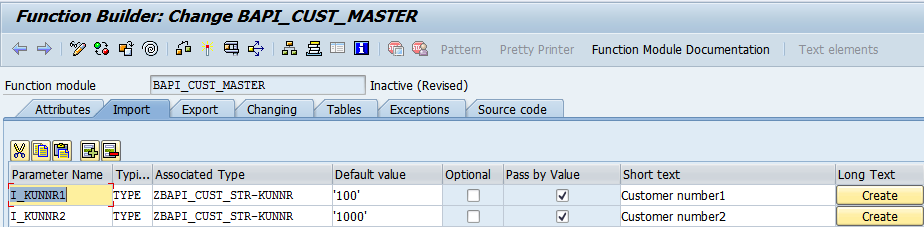 Function Builder: Change BAPI_CUST_MASTER
Pattern Pretty Printer Function Module Documentation Text elements
Function module BAPI_CUST_MASTER Inactive (Revised)
Attributes Import Export Changing Tables Exceptions Source code
Parameter Name Typi... Associated Type Default value Optional Pass by Value Short text Long Text
I_KUNNR1 TYPE ZBAPI_CUST_STR-KUNNR '100' Customer number1 Create
I_KUNNR2 TYPE ZBAPI_CUST_STR-KUNNR '1000' Customer number2 Create